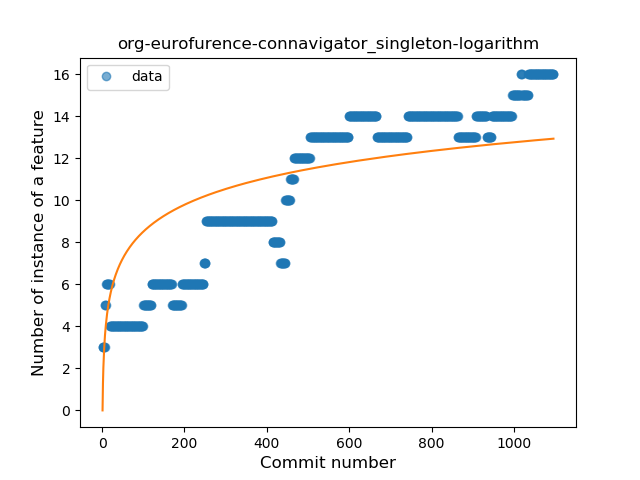 org-eurofurence-connavigator_singleton-logarithm
data
Number of instance of a feature
16
14
12
10
8
6
4
2
0
0 200 400 600 800 1000
Commit number